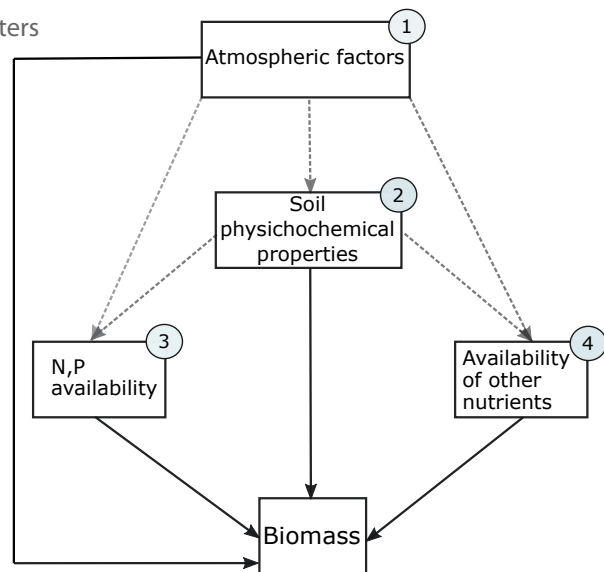 ters
1
Atmospheric factors
2
Soil
physichochemical
properties
3
N,P
availability
4
Availability
of other
nutrients
Biomass